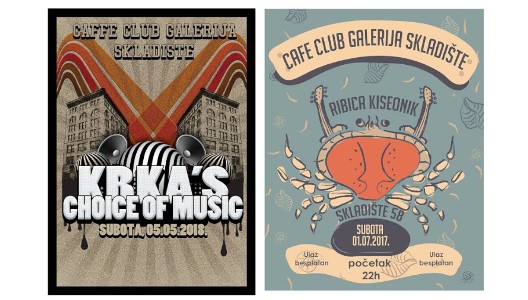 CAFFE CLUB GALERIJA
SKLADIŠTE
KRKA'S
CHOICE OF MUSIC
SUBOTA, 05.05.2018.
CAFE CLUB GALERIJA SKLADIŠTE
RIBICA KISEONIK
SKLADIŠTE 58
SUBOTA
01.07.2017.
Ulaz
besplatan
početak
22h
Ulaz
besplatan